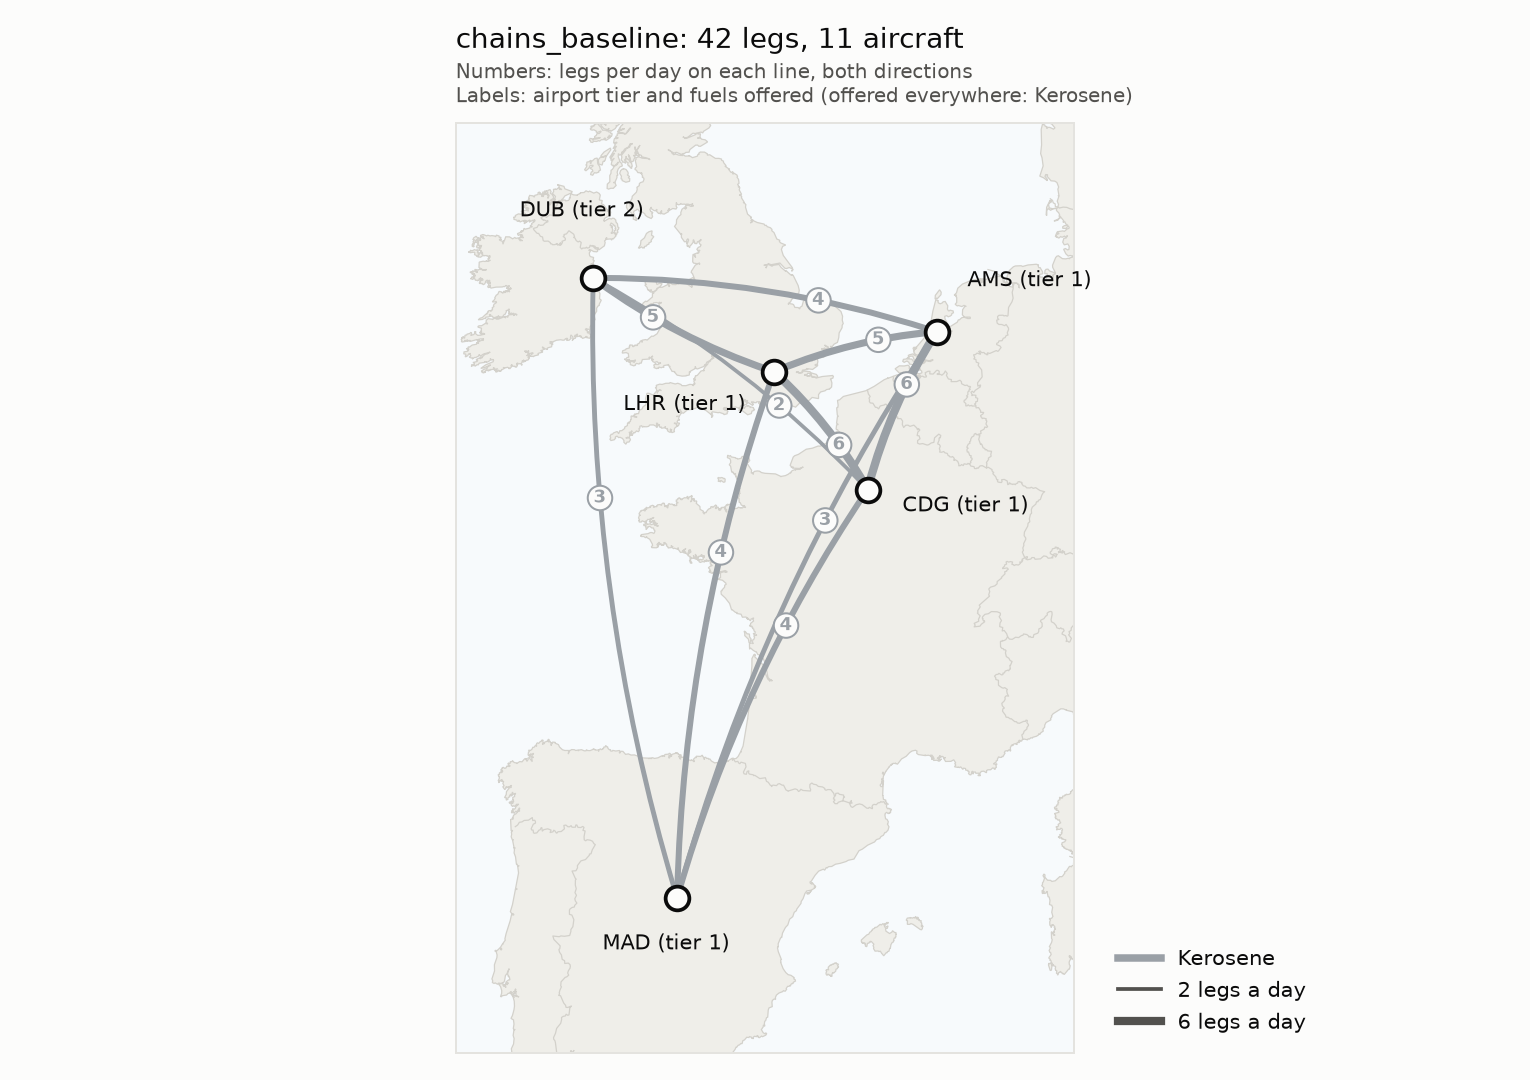 chains_baseline: 42 legs, 11 aircraft
Numbers: legs per day on each line, both directions
Labels: airport tier and fuels offered (offered everywhere: Kerosene)
DUB (tier 2)
AMS (tier 1)
4
5
5
LHR (tier 1)
6
2
6
3
CDG (tier 1)
3
4
4
MAD (tier 1)
Kerosene
2 legs a day
6 legs a day